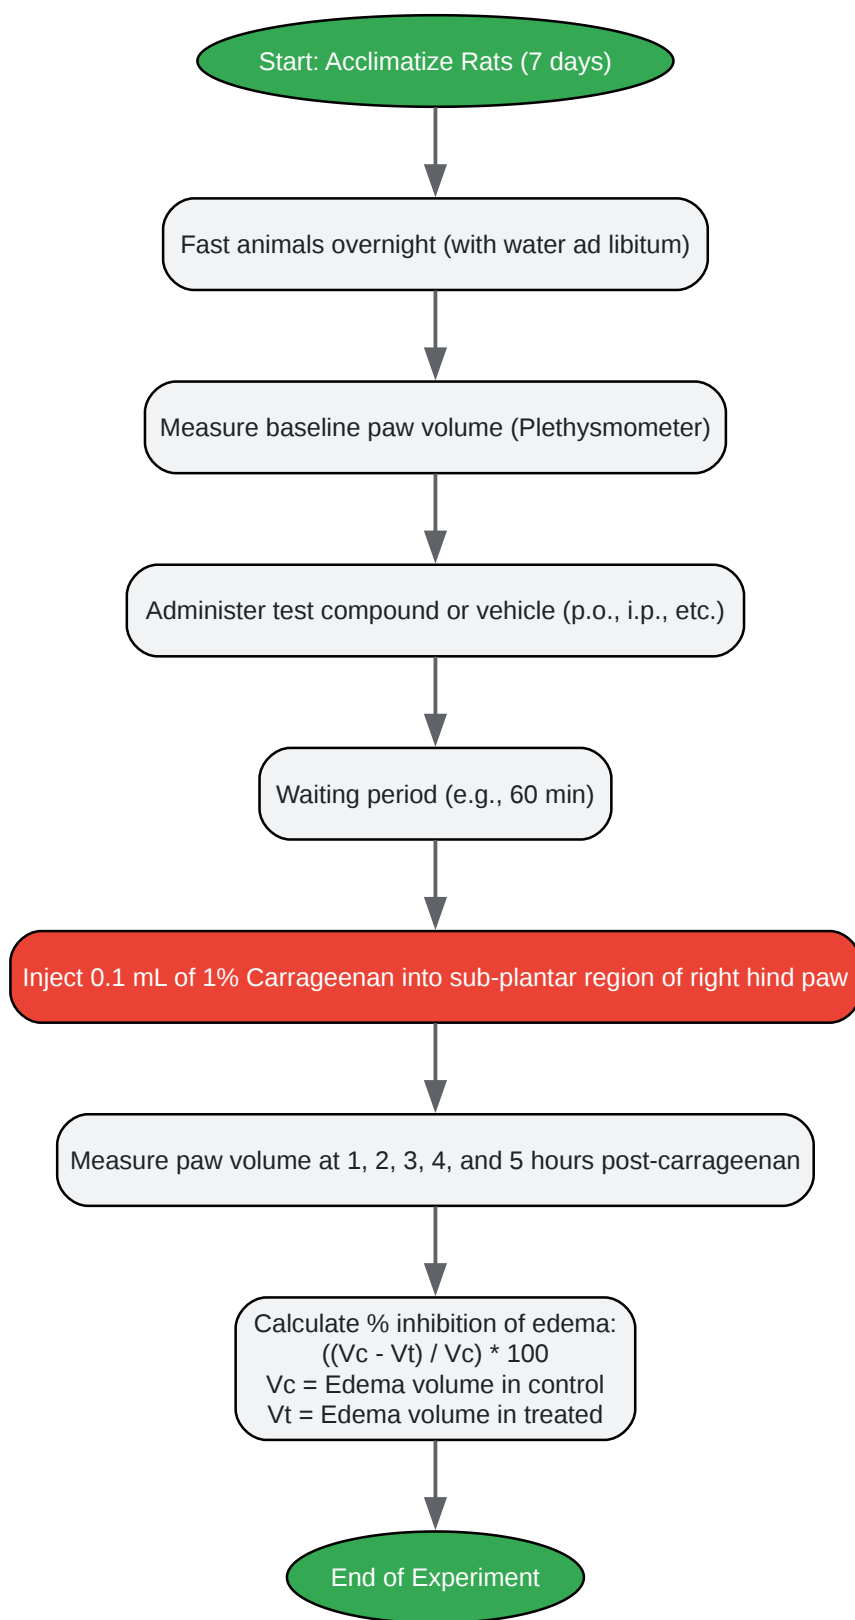 Start: Acclimatize Rats (7 days)
Fast animals overnight (with water ad libitum)
Measure baseline paw volume (Plethysmometer)
Administer test compound or vehicle (p.o., i.p., etc.)
Waiting period (e.g., 60 min)
Inject 0.1 mL of 1% Carrageenan into sub-plantar region of right hind paw
Measure paw volume at 1, 2, 3, 4, and 5 hours post-carrageenan
Calculate % inhibition of edema:
((Vc - Vt) / Vc) * 100
Vc = Edema volume in control
Vt = Edema volume in treated
End of Experiment